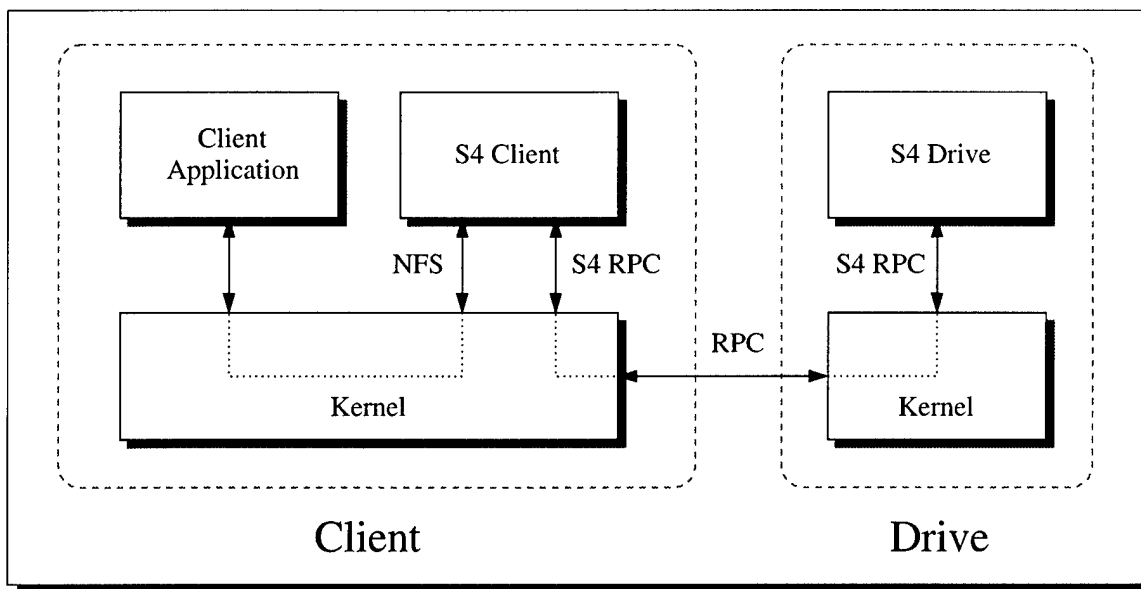 Client
Application
S4 Client
S4 Drive
NFS
S4 RPC
S4 RPC
RPC
Kernel
Kernel
Client
Drive